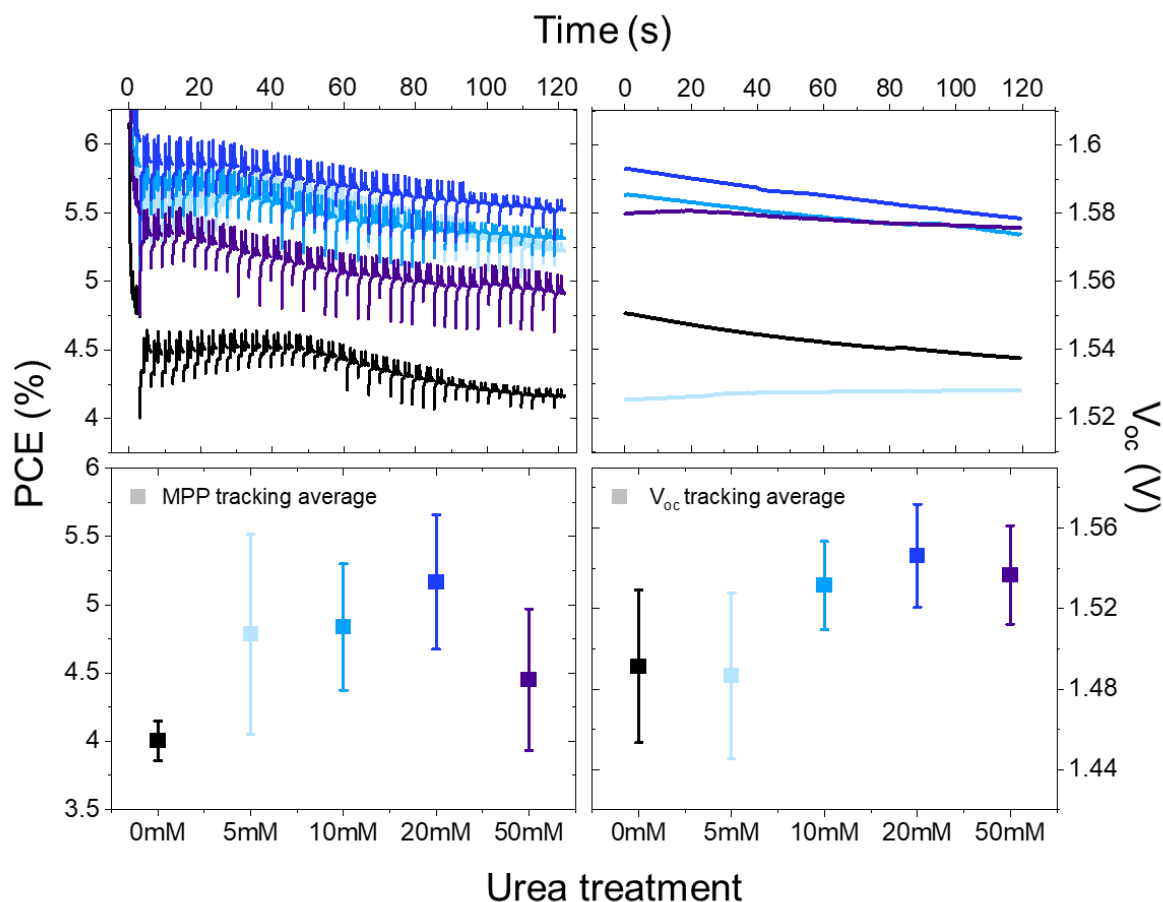 Time (s)
0 20 40 60 80 100 120
0 20 40 60 80 100 120
6
5.5
5
4.5
4
1.6
1.58
1.56
1.54
1.52
PCE (%)
V_oc (V)
6
5.5
5
4.5
4
3.5
MPP tracking average
V_oc tracking average
1.56
1.52
1.48
1.44
0mM 5mM 10mM 20mM 50mM
0mM 5mM 10mM 20mM 50mM
Urea treatment